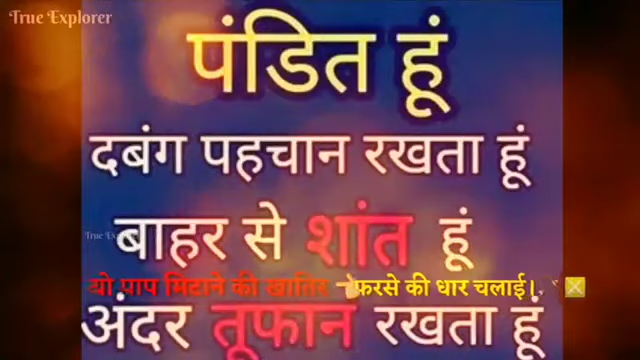 True Explorer
पंडित हूं
दबंग पहचान रखता हूं
बाहर से शांत हूं
यो पाप मिटाने की खातिर फरसे की धार चलाई।
अंदर तूफान रखता हूं